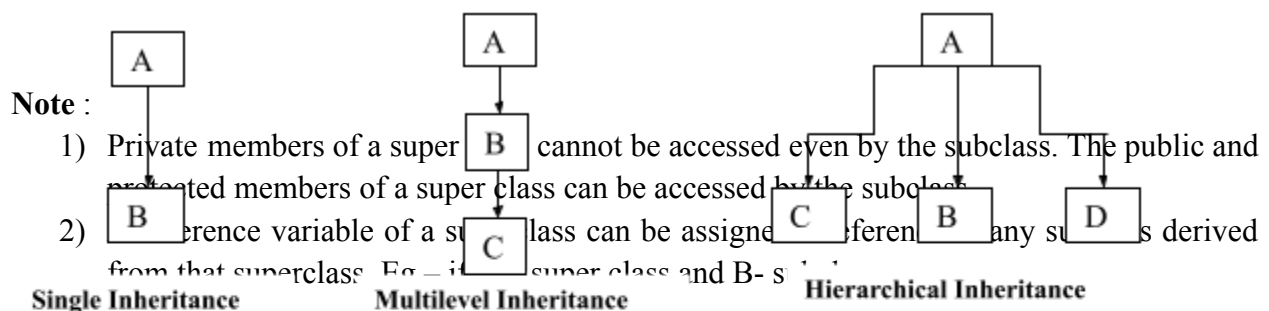 A
A
A
Note :
1) Private members of a super B cannot be accessed even by the subclass. The public and
protected members of a super class can be accessed by the subclass
B
C
B
D
2) erence variable of a su lass can be assigne eferen any su s derived
C
from that superclass. Eg – if super class and B- s
Single Inheritance
Multilevel Inheritance
Hierarchical Inheritance